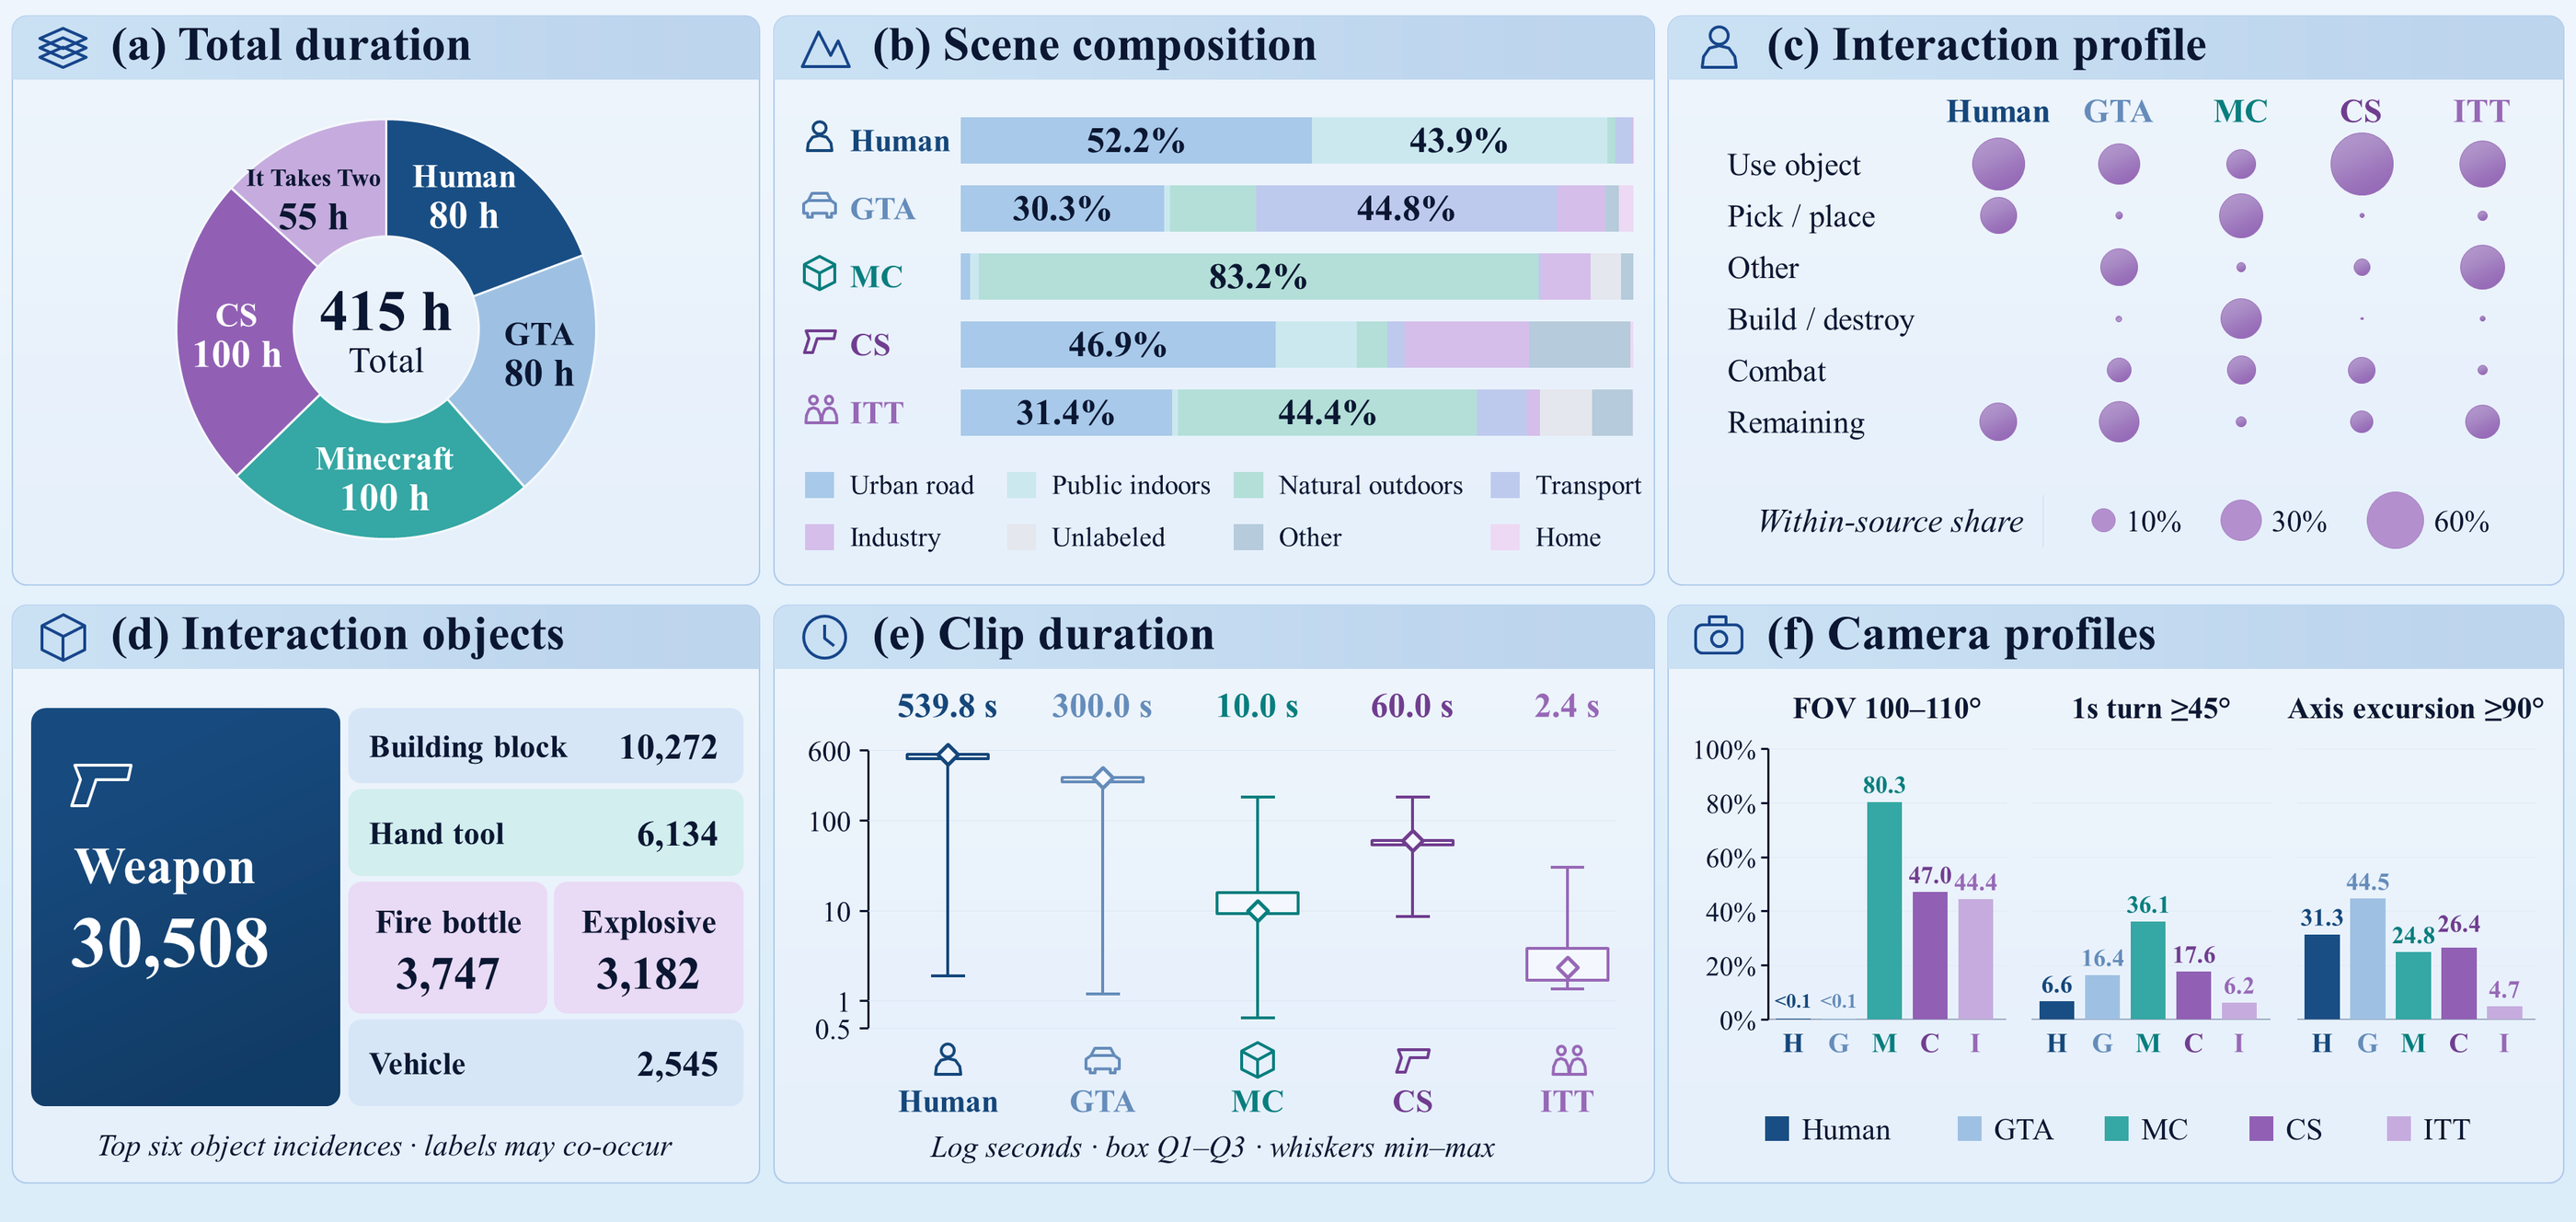 (a) Total duration
It Takes Two
55 h
Human
80 h
CS
100 h
415 h
Total
GTA
80 h
Minecraft
100 h
(b) Scene composition
Human 52.2% 43.9%
GTA 30.3% 44.8%
MC 83.2%
CS 46.9%
ITT 31.4% 44.4%
Urban road Public indoors Natural outdoors Transport
Industry Unlabeled Other Home
(c) Interaction profile
Human GTA MC CS ITT
Use object
Pick / place
Other
Build / destroy
Combat
Remaining
Within-source share 10% 30% 60%
(d) Interaction objects
Weapon
30,508
Building block 10,272
Hand tool 6,134
Fire bottle
3,747
Explosive
3,182
Vehicle 2,545
Top six object incidences · labels may co-occur
(e) Clip duration
539.8 s 300.0 s 10.0 s 60.0 s 2.4 s
600
100
10
1
0.5
Human GTA MC CS ITT
Log seconds · box Q1–Q3 · whiskers min–max
(f) Camera profiles
FOV 100–110° 1s turn ≥45° Axis excursion ≥90°
100%
80%
60%
40%
20%
0%
<0.1 <0.1 80.3 47.0 44.4
6.6 16.4 36.1 17.6 6.2
31.3 44.5 24.8 26.4 4.7
H G M C I H G M C I H G M C I
Human GTA MC CS ITT